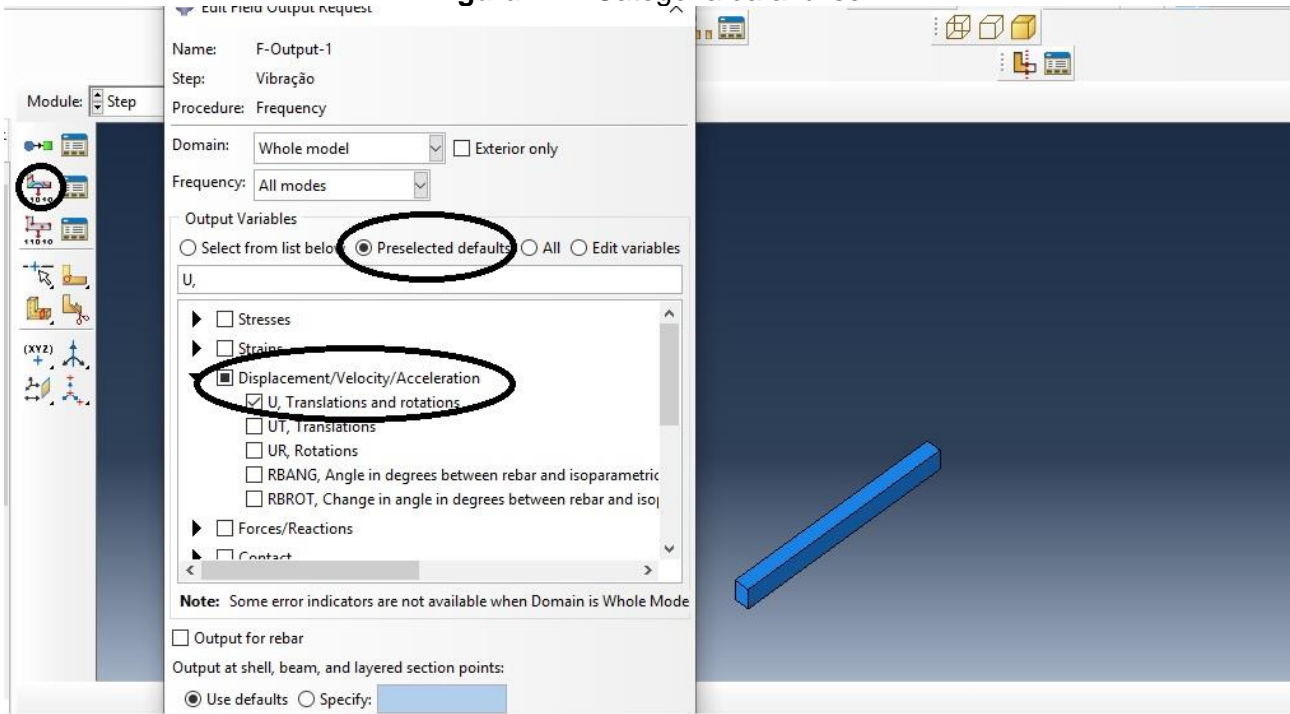 Edit Field Output Request
Name: F-Output-1
Step: Vibração
Module: Step
Procedure: Frequency
Domain: Whole model Exterior only
Frequency: All modes
Output Variables
Select from list below Preselected defaults All Edit variables
U,
Stresses
Strains
Displacement/Velocity/Acceleration
U, Translations and rotations
UT, Translations
UR, Rotations
RBANG, Angle in degrees between rebar and isoparametric
RBROT, Change in angle in degrees between rebar and
Forces/Reactions
Contact
Note: Some error indicators are not available when Domain is Whole Mode
Output for rebar
Output at shell, beam, and layered section points:
Use defaults Specify:
(XYZ)